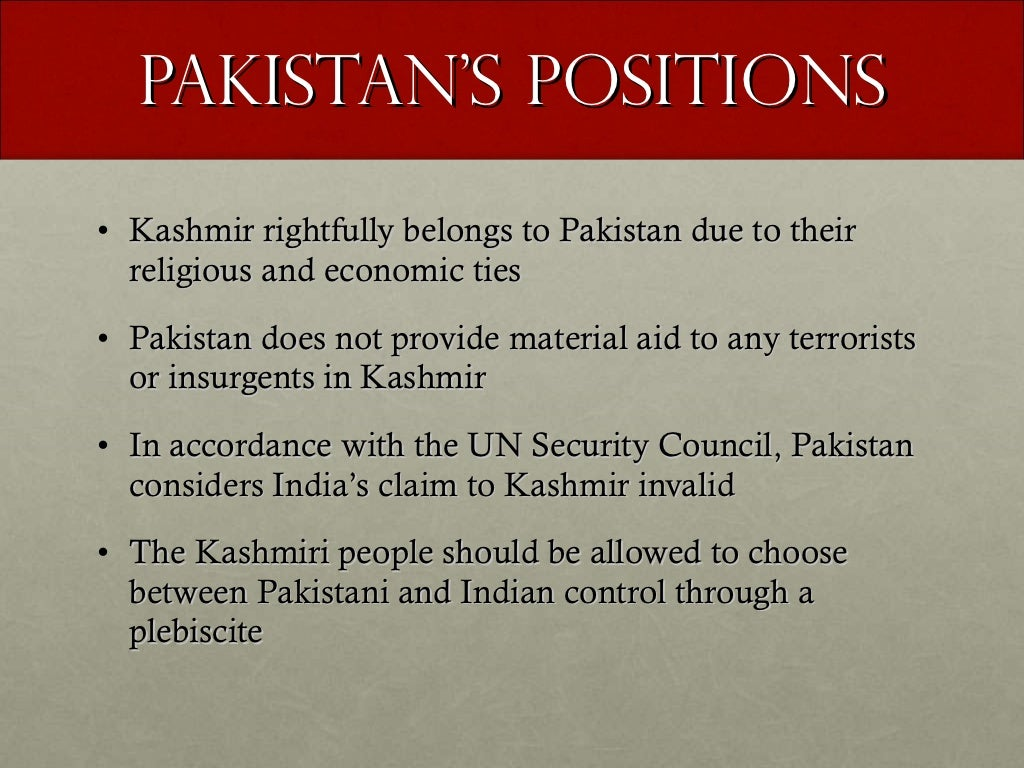 PAKISTAN’S POSITIONS
• Kashmir rightfully belongs to Pakistan due to their
religious and economic ties
• Pakistan does not provide material aid to any terrorists
or insurgents in Kashmir
• In accordance with the UN Security Council, Pakistan
considers India’s claim to Kashmir invalid
• The Kashmiri people should be allowed to choose
between Pakistani and Indian control through a
plebiscite